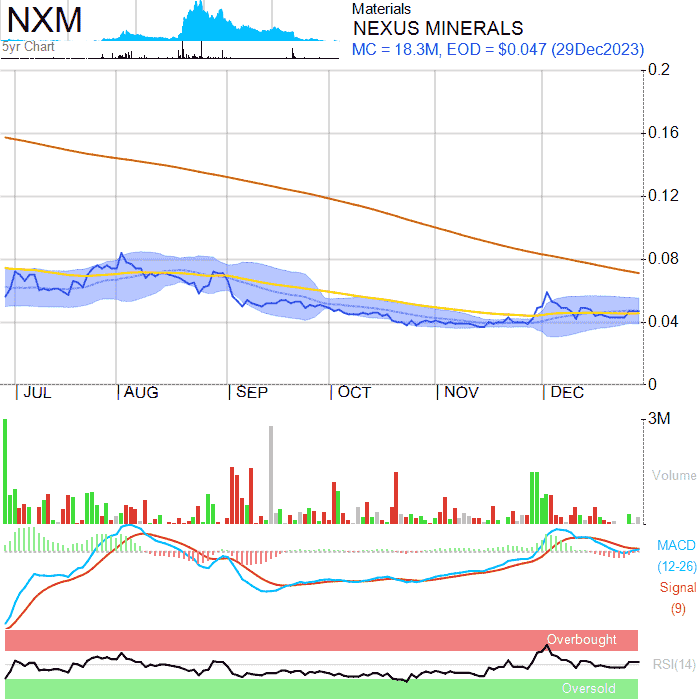 NXM
5yr Chart
Materials
NEXUS MINERALS
MC = 18.3M, EOD = $0.047 (29Dec2023)
0.2
0.16
0.12
0.08
0.04
0
JUL AUG SEP OCT NOV DEC
3M
Volume
MACD
(12-26)
Signal
(9)
Overbought
RSI(14)
Oversold